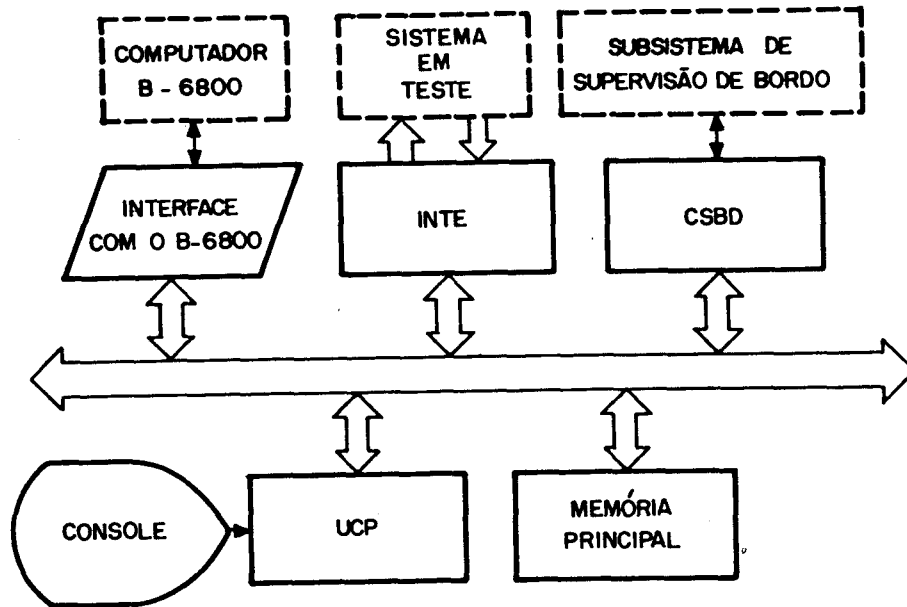 COMPUTADOR
B - 6800
SISTEMA
EM
TESTE
SUBSISTEMA DE
SUPERVISÃO DE BORDO
INTERFACE
COM O B-6800
INTE
CSBD
CONSOLE
UCP
MEMÓRIA
PRINCIPAL